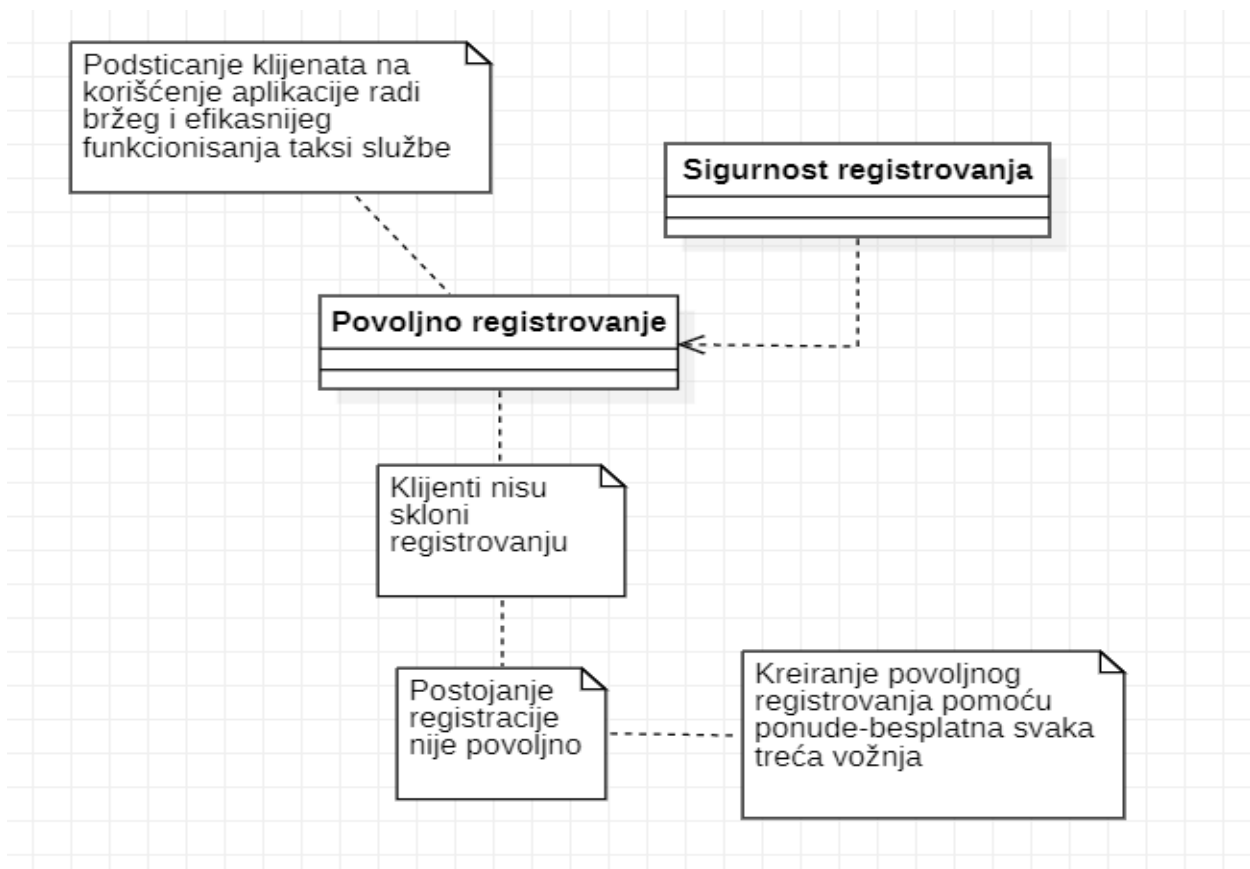 Podsticanje klijenata na
korišćenje aplikacije radi
bržeg i efikasnijeg
funkcionisanja taksi službe
Sigurnost registrovanja
Povoljno registrovanje
Klijenti nisu
skloni
registrovanju
Postojanje
registracije
nije povoljno
Kreiranje povoljnog
registrovanja pomoću
ponude-besplatna svaka
treća vožnja